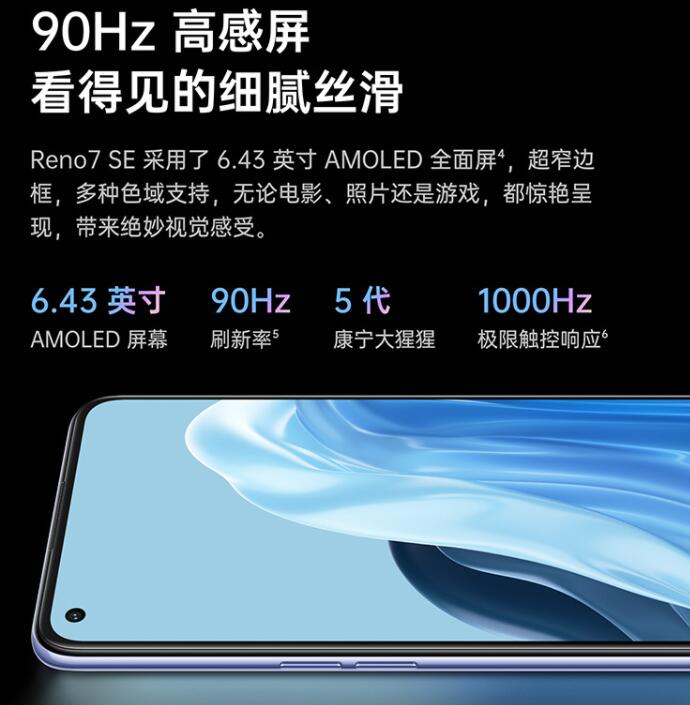 90Hz 高感屏
看得见的细腻丝滑
Reno7 SE 采用了 6.43 英寸 AMOLED 全面屏⁴，超窄边
框，多种色域支持，无论电影、照片还是游戏，都惊艳呈
现，带来绝妙视觉感受。
6.43 英寸 90Hz 5 代 1000Hz
AMOLED 屏幕 刷新率⁵ 康宁大猩猩 极限触控响应⁶